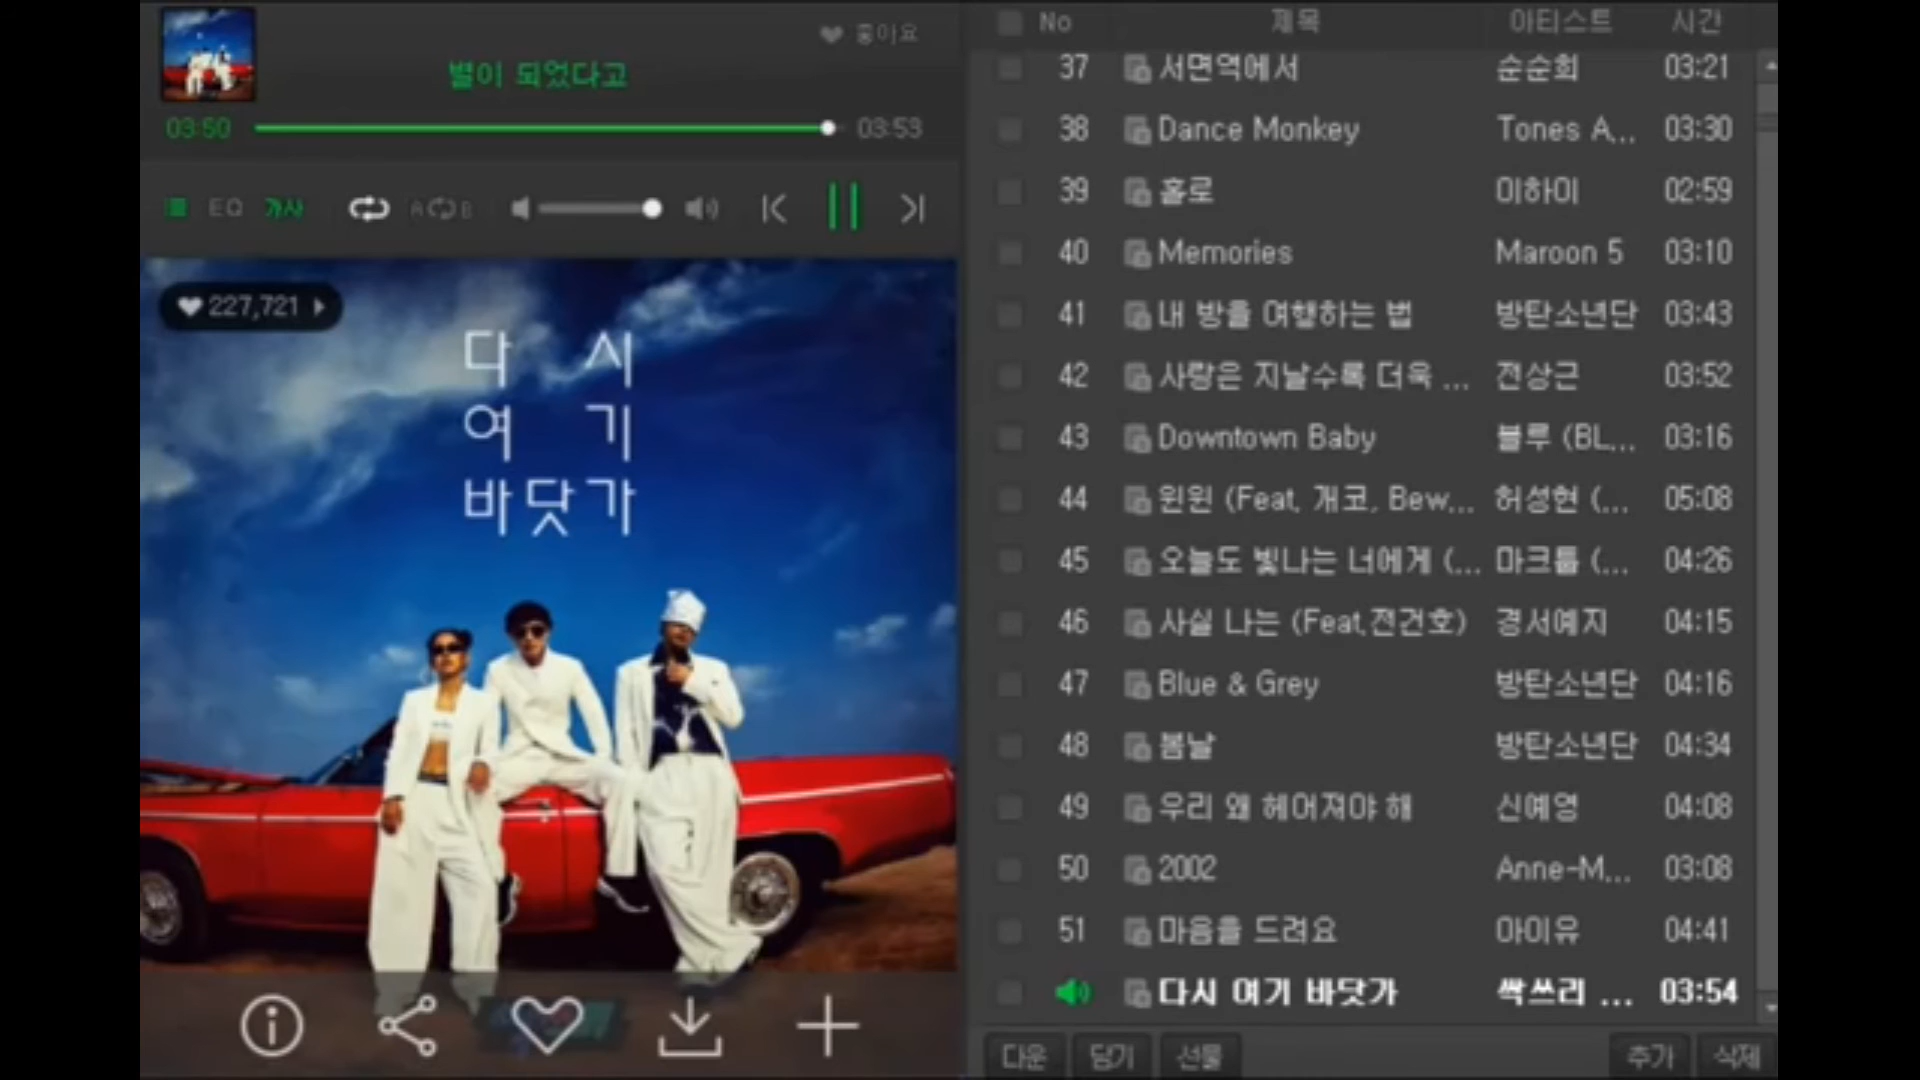 좋아요
별이 되었다고
03:50 03:53
EQ 가사 A B
227,721
다 시
여 기
바닷가
No 제목 아티스트 시간
37 서면역에서 순순희 03:21
38 Dance Monkey Tones A... 03:30
39 홀로 이하이 02:59
40 Memories Maroon 5 03:10
41 내 방을 여행하는 법 방탄소년단 03:43
42 사랑은 지날수록 더욱 ... 전상근 03:52
43 Downtown Baby 블루 (BL... 03:16
44 윈윈 (Feat. 개코, Bew... 허성현 (... 05:08
45 오늘도 빛나는 너에게 (... 마크툽 (... 04:26
46 사실 나는 (Feat.전건호) 경서예지 04:15
47 Blue & Grey 방탄소년단 04:16
48 봄날 방탄소년단 04:34
49 우리 왜 헤어져야 해 신예영 04:08
50 2002 Anne-M... 03:08
51 마음을 드려요 아이유 04:41
다시 여기 바닷가 싹쓰리 ... 03:54
다운 담기 선물 추가 삭제